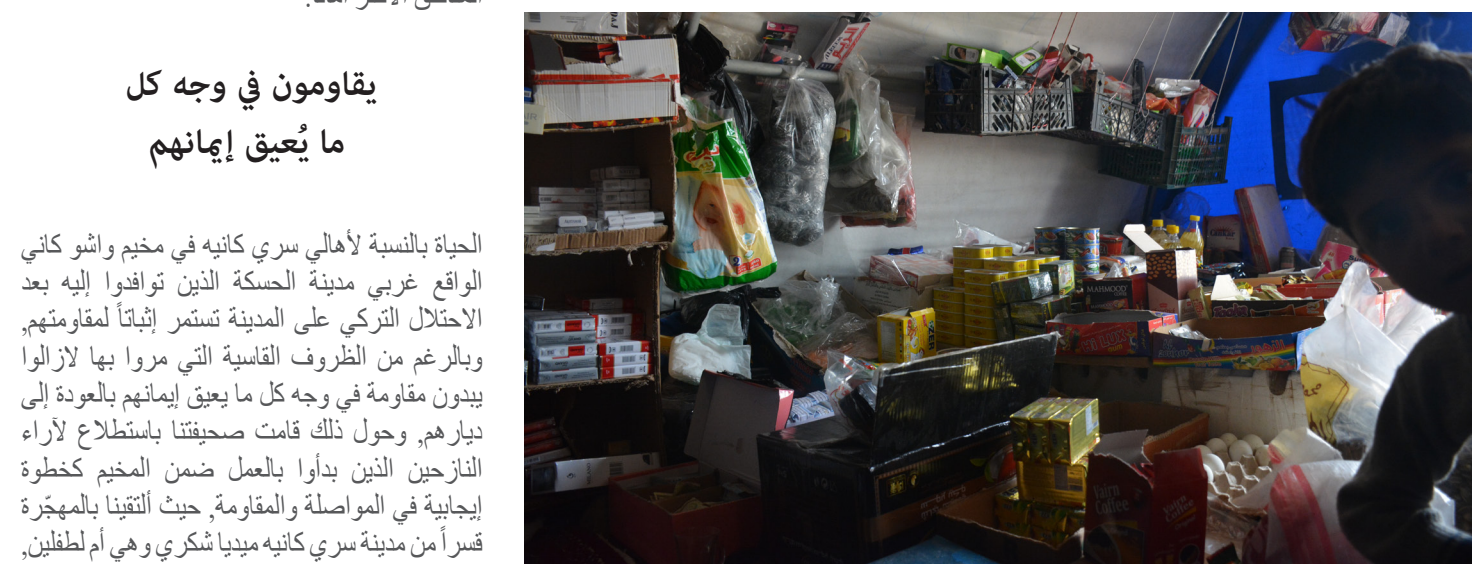 يقاومون في وجه كل
ما يُعيق إيمانهم
الحياة بالنسبة لأهالي سري كانيه في مخيم واشو كاني
الواقع غربي مدينة الحسكة الذين توافدوا إليه بعد
الاحتلال التركي على المدينة تستمر إثباتاً لمقاومتهم,
وبالرغم من الظروف القاسية التي مروا بها لازالوا
يبدون مقاومة في وجه كل ما يعيق إيمانهم بالعودة إلى
ديارهم, وحول ذلك قامت صحيفتنا باستطلاع لآراء
النازحين الذين بدأوا بالعمل ضمن المخيم كخطوة
إيجابية في المواصلة والمقاومة, حيث ألتقينا بالمهجّرة
قسراً من مدينة سري كانيه ميديا شكري وهي أم لطفلين,
MAHMOOD
Vairn
Coffee